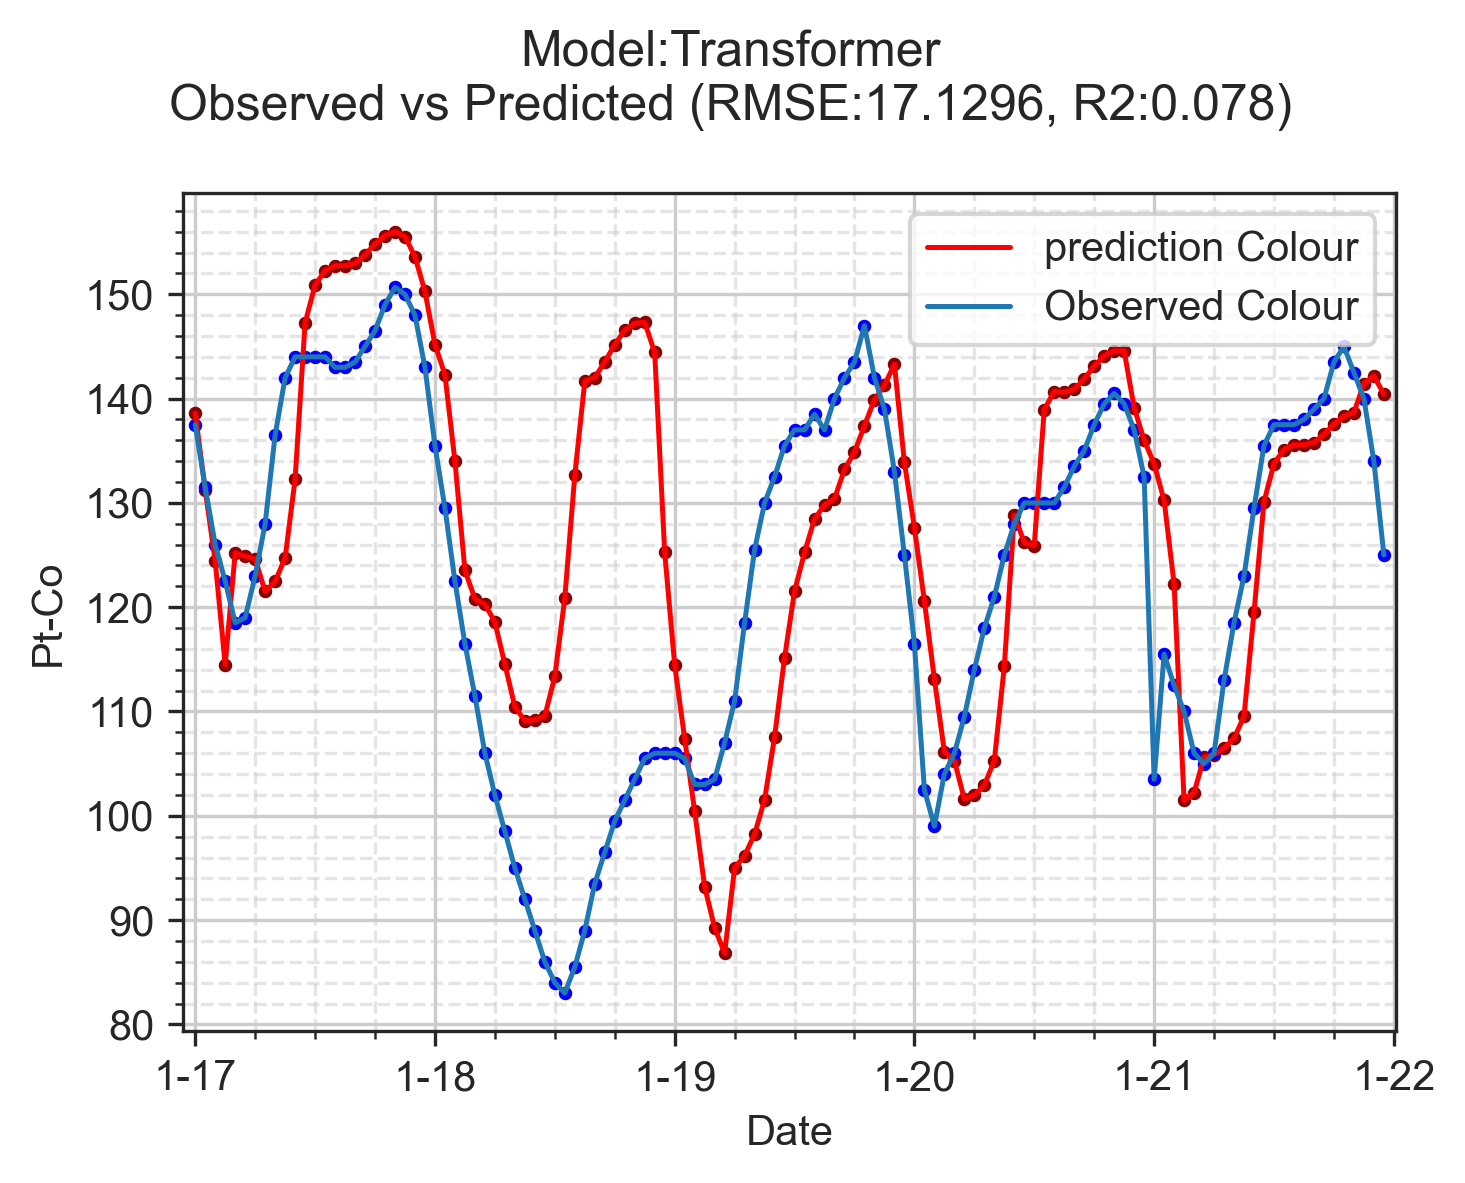 Model:Transformer
Observed vs Predicted (RMSE:17.1296, R2:0.078)
prediction Colour
Observed Colour
150
140
130
120
110
100
90
80
Pt-Co
1-17
1-18
1-19
1-20
1-21
1-22
Date